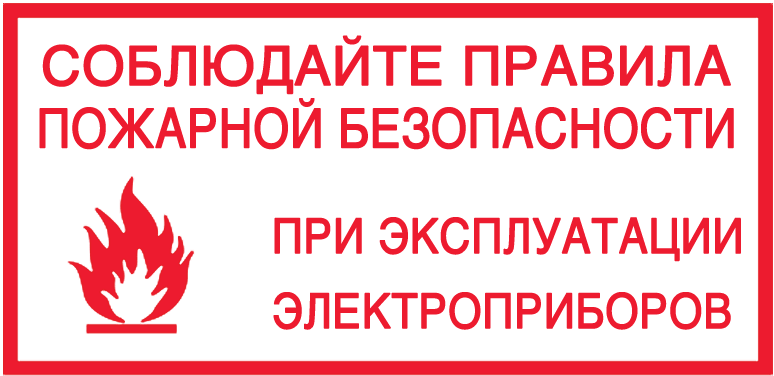 СОБЛЮДАЙТЕ ПРАВИЛА
ПОЖАРНОЙ БЕЗОПАСНОСТИ
ПРИ ЭКСПЛУАТАЦИИ
ЭЛЕКТРОПРИБОРОВ